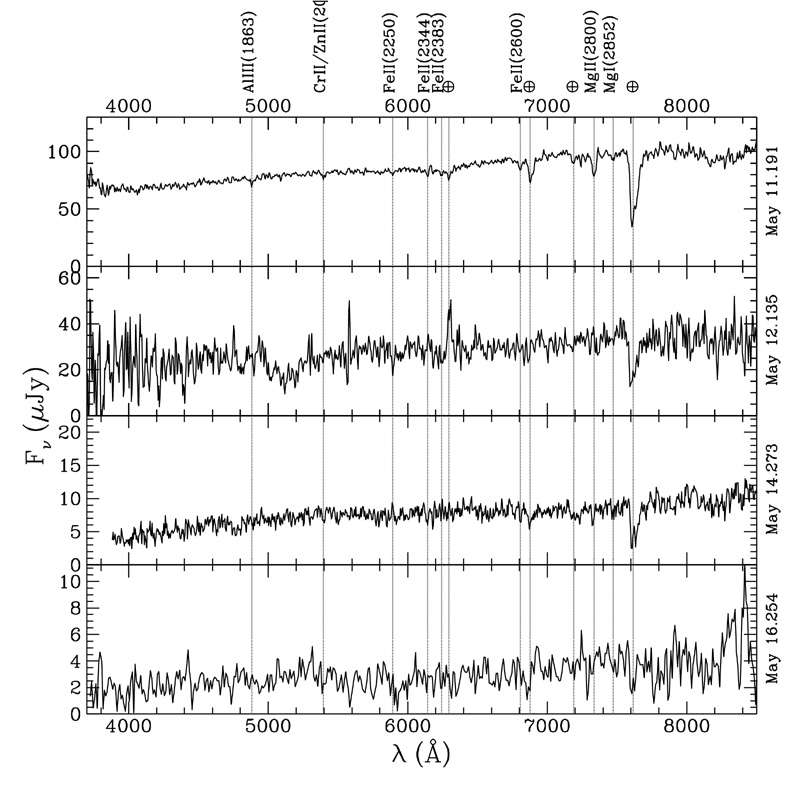 AlIII(1863)
CrII/ZnII(20
FeII(2250)
FeII(2344)
FeII(2383)
⊕
FeII(2600)
⊕
⊕
MgII(2800)
MgI(2852)
⊕
4000 5000 6000 7000 8000
100
50
0
May 11.191
60
40
20
0
May 12.135
20
15
10
5
0
May 14.273
10
8
6
4
2
0
May 16.254
Fν (μJy)
4000 5000 6000 7000 8000
λ (Å)